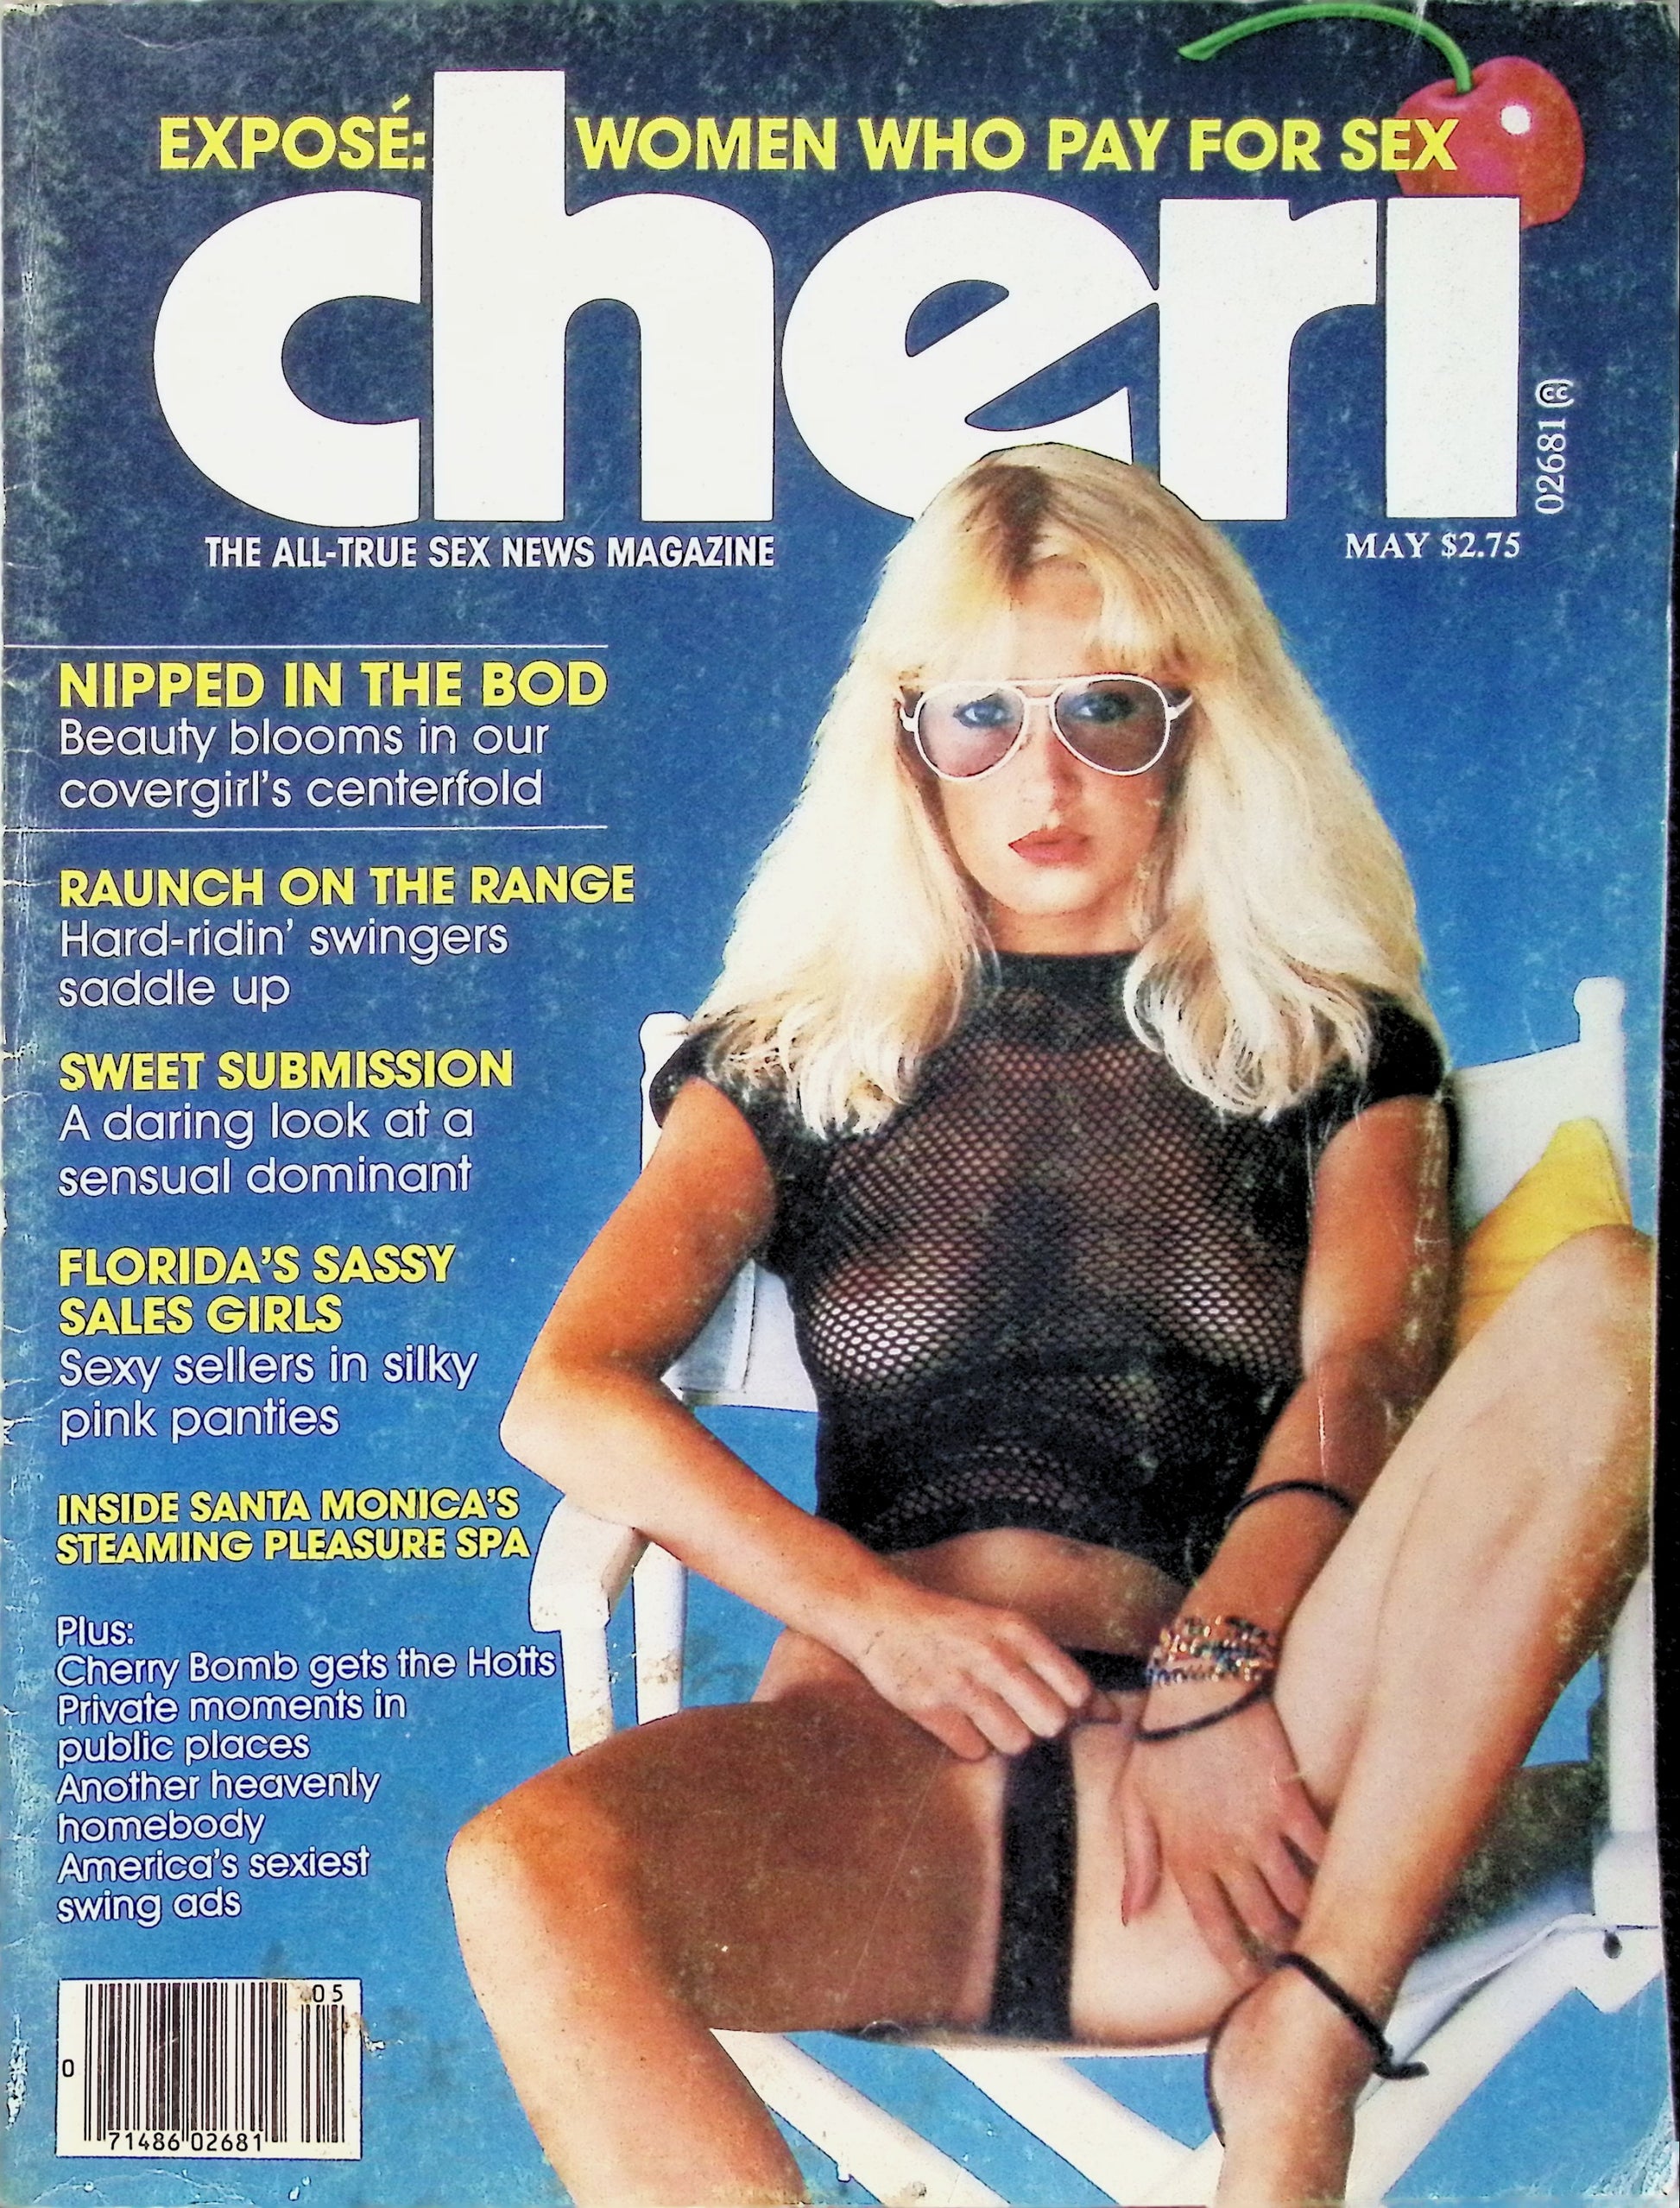 EXPOSÉ: WOMEN WHO PAY FOR SEX
cheri
02681 cc
THE ALL-TRUE SEX NEWS MAGAZINE
MAY $2.75
NIPPED IN THE BOD
Beauty blooms in our
covergirl's centerfold
RAUNCH ON THE RANGE
Hard-ridin' swingers
saddle up
SWEET SUBMISSION
A daring look at a
sensual dominant
FLORIDA'S SASSY
SALES GIRLS
Sexy sellers in silky
pink panties
INSIDE SANTA MONICA'S
STEAMING PLEASURE SPA
Plus:
Cherry Bomb gets the Hotts
Private moments in
public places
Another heavenly
homebody
America's sexiest
swing ads
05
0
71486 02681